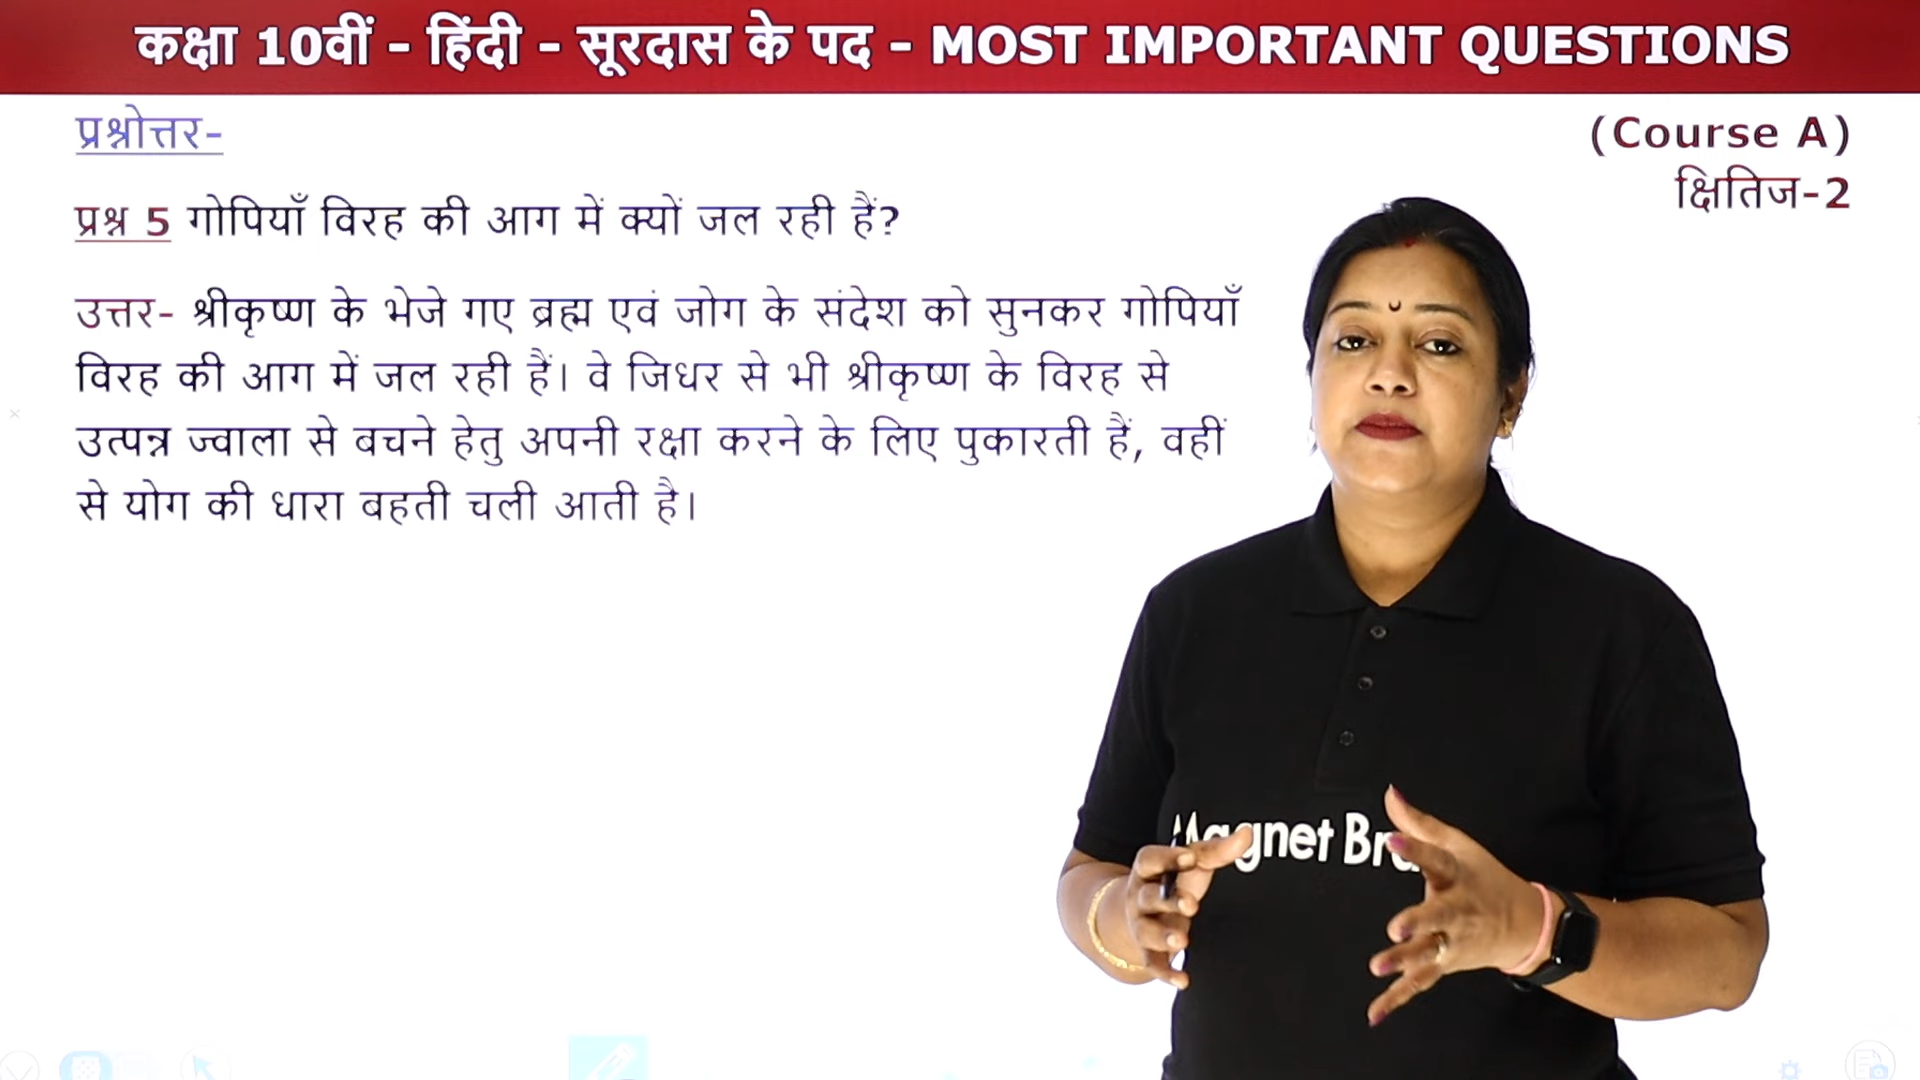 कक्षा 10वीं - हिंदी - सूरदास के पद - MOST IMPORTANT QUESTIONS
प्रश्नोत्तर-
(Course A)
क्षितिज-2
प्रश्न 5 गोपियाँ विरह की आग में क्यों जल रही हैं?
उत्तर- श्रीकृष्ण के भेजे गए ब्रह्म एवं जोग के संदेश को सुनकर गोपियाँ
विरह की आग में जल रही हैं। वे जिधर से भी श्रीकृष्ण के विरह से
उत्पन्न ज्वाला से बचने हेतु अपनी रक्षा करने के लिए पुकारती हैं, वहीं
से योग की धारा बहती चली आती है।
Magnet